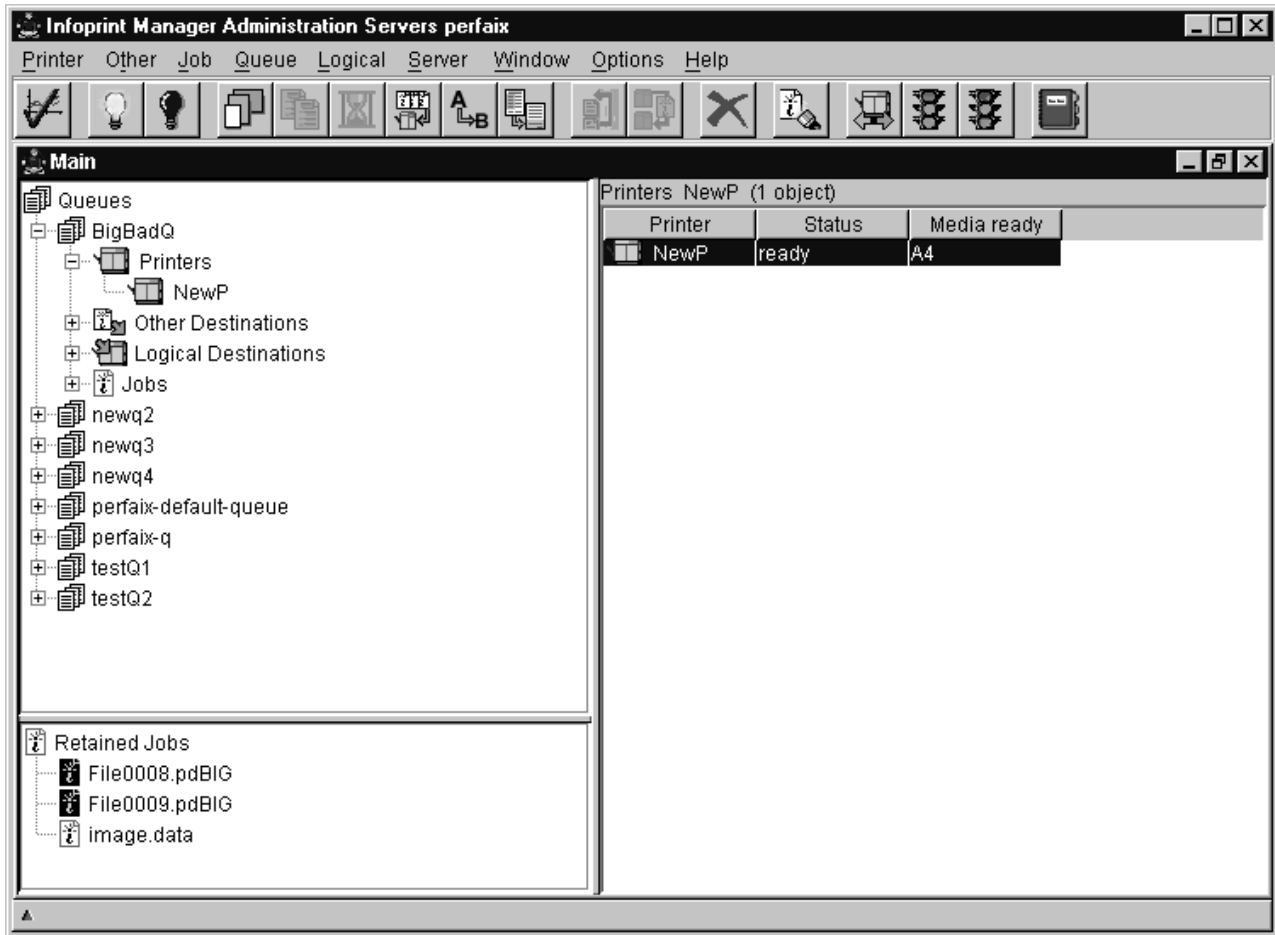 Infoprint Manager Administration Servers perfaix
Printer Other Job Queue Logical Server Window Options Help
A B
Main
Queues
BigBadQ
Printers
NewP
Other Destinations
Logical Destinations
Jobs
newq2
newq3
newq4
perfaix-default-queue
perfaix-q
testQ1
testQ2
Retained Jobs
File0008.pdBIG
File0009.pdBIG
image.data
Printers NewP (1 object)
Printer Status Media ready
NewP ready A4